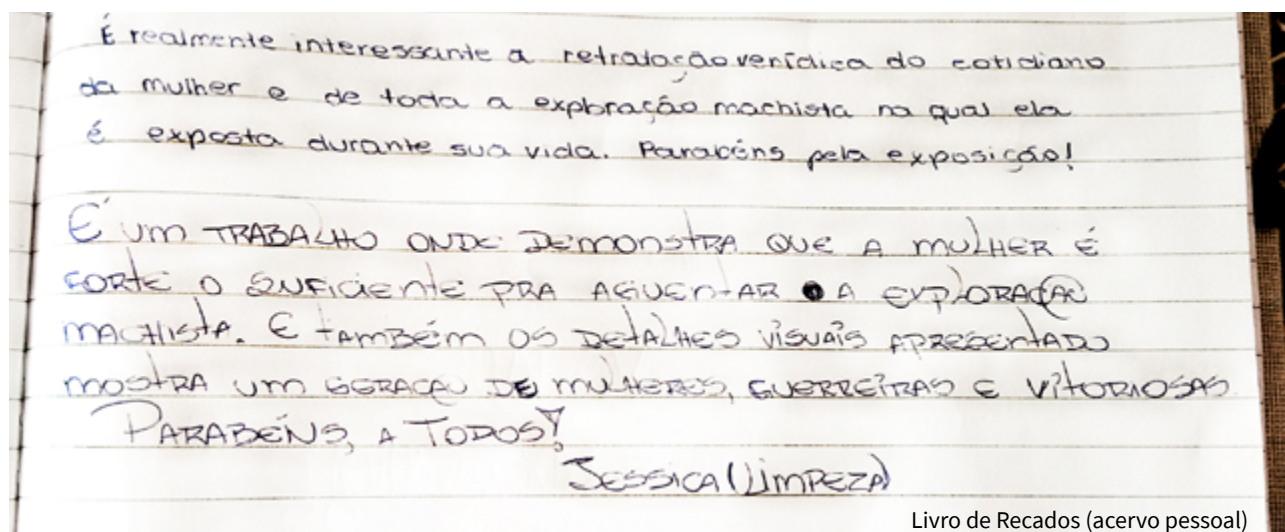 É realmente interessante a retratação verídica do cotidiano
da mulher e de toda a exploração machista na qual ela
é exposta durante sua vida. Parabéns pela exposição!
É UM TRABALHO ONDE DEMONSTRA QUE A MULHER É
FORTE O SUFICIENTE PRA AGUENTAR A EXPLORAÇÃO
MACHISTA. E TAMBÉM OS DETALHES VISUAIS APRESENTADO
MOSTRA UM GERAÇÃO DE MULHERES, GUERREIRAS E VITORIOSAS
PARABÉNS, A TODOS!
JESSICA (LIMPEZA)
Livro de Recados (acervo pessoal)